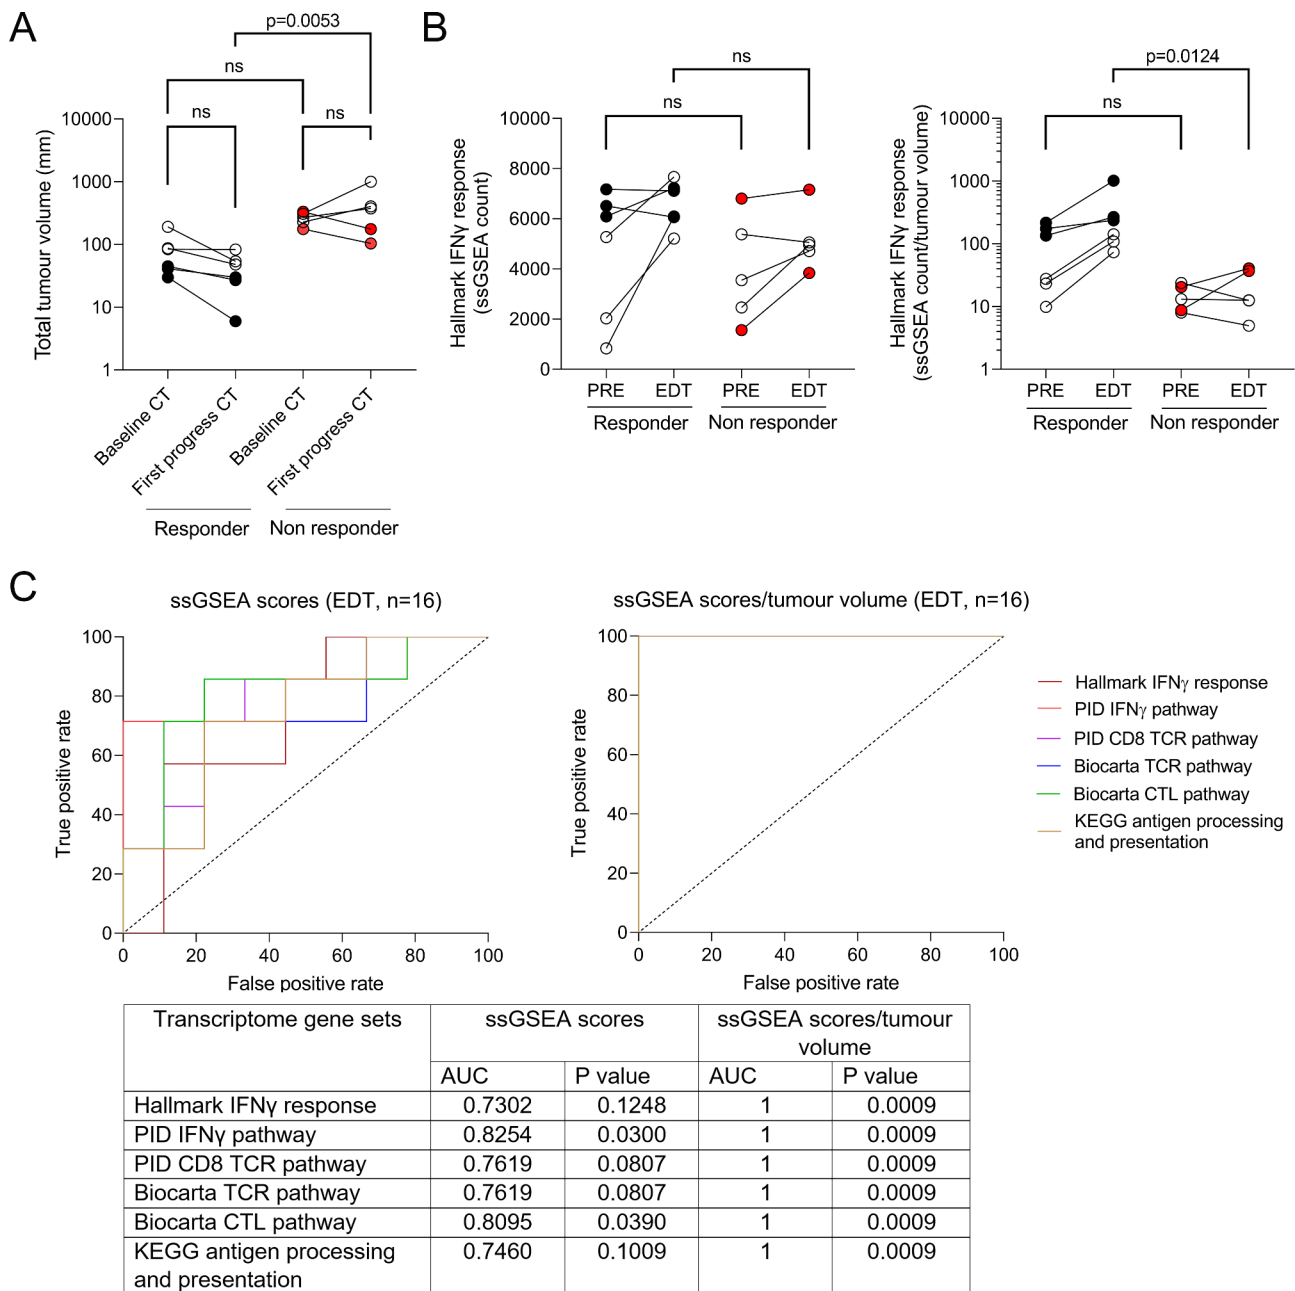 A
p=0.0053
ns
ns
ns
Total tumour volume (mm)
10000
1000
100
10
1
Baseline CT
First progress CT
Baseline CT
First progress CT
Responder
Non responder
B
ns
ns
Hallmark IFNγ response
(ssGSEA count)
10000
8000
6000
4000
2000
0
PRE
EDT
PRE
EDT
Responder
Non responder
p=0.0124
ns
Hallmark IFNγ response
(ssGSEA count/tumour volume)
10000
1000
100
10
1
PRE
EDT
PRE
EDT
Responder
Non responder
C
ssGSEA scores (EDT, n=16)
True positive rate
100
80
60
40
20
0
0
20
40
60
80
100
False positive rate
ssGSEA scores/tumour volume (EDT, n=16)
True positive rate
100
80
60
40
20
0
0
20
40
60
80
100
False positive rate
Hallmark IFNγ response
PID IFNγ pathway
PID CD8 TCR pathway
Biocarta TCR pathway
Biocarta CTL pathway
KEGG antigen processing
and presentation
Transcriptome gene sets
ssGSEA scores
ssGSEA scores/tumour
volume
AUC P value AUC P value
Hallmark IFNγ response 0.7302 0.1248 1 0.0009
PID IFNγ pathway 0.8254 0.0300 1 0.0009
PID CD8 TCR pathway 0.7619 0.0807 1 0.0009
Biocarta TCR pathway 0.7619 0.0807 1 0.0009
Biocarta CTL pathway 0.8095 0.0390 1 0.0009
KEGG antigen processing 0.7460 0.1009 1 0.0009
and presentation